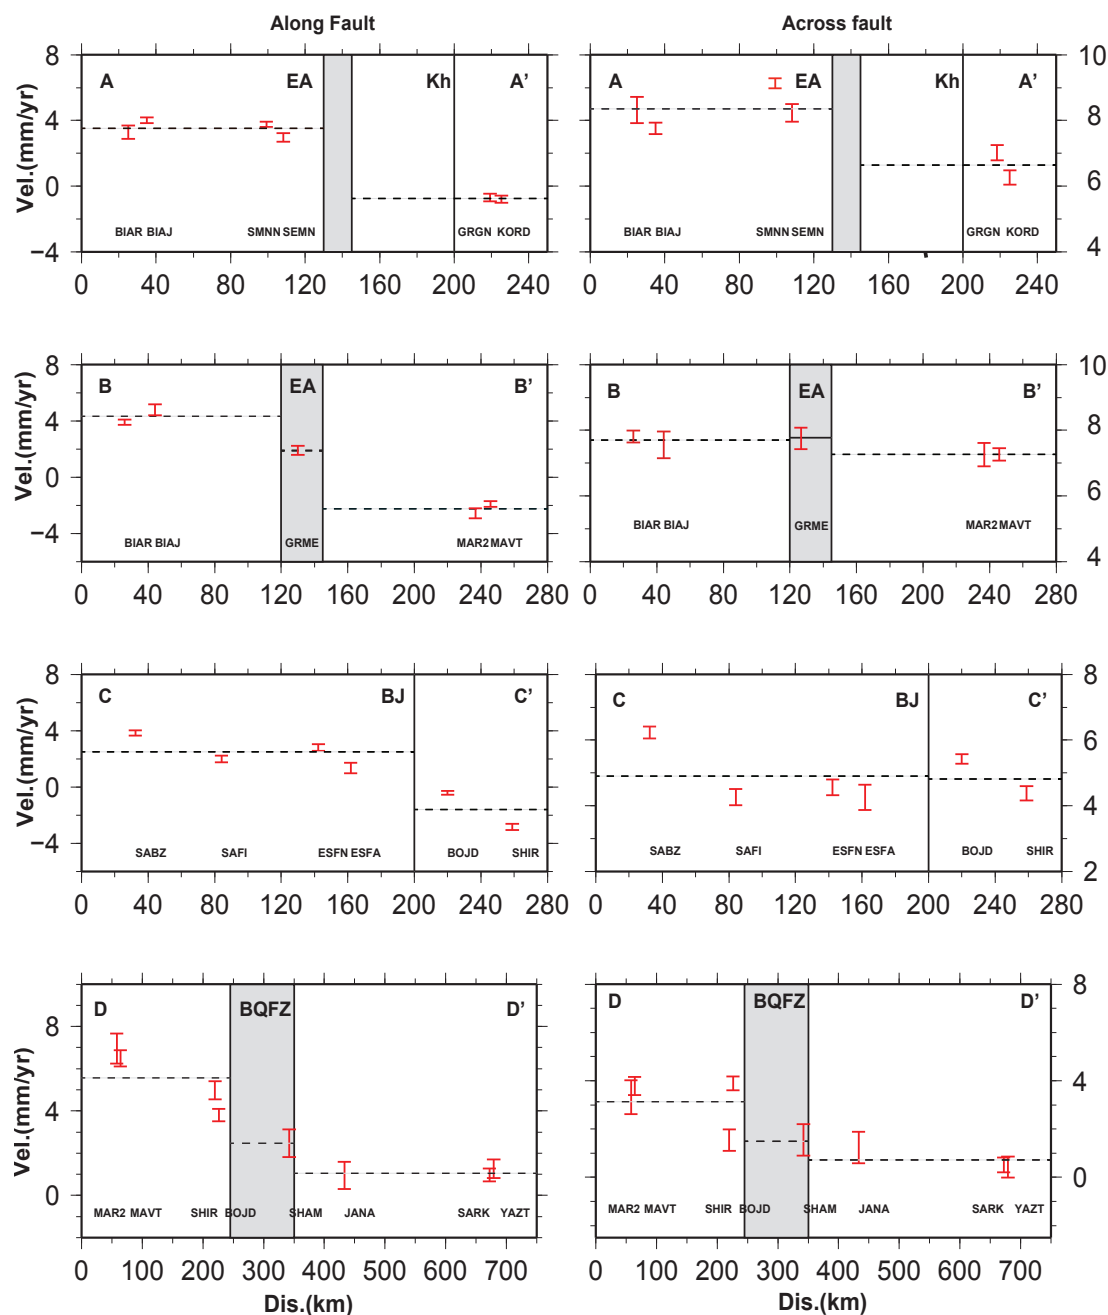 Along Fault
Across fault
Vel.(mm/yr)
8
4
0
−4
A
EA
Kh
A’
BIAR BIAJ
SMNN SEMN
GRGN KORD
0 40 80 120 160 200 240
A
EA
Kh
A’
BIAR BIAJ
SMNN SEMN
GRGN KORD
10
8
6
4
0 40 80 120 160 200 240
Vel.(mm/yr)
8
4
0
−4
B
EA
B’
BIAR BIAJ
GRME
MAR2 MAVT
0 40 80 120 160 200 240 280
B
EA
B’
BIAR BIAJ
GRME
MAR2 MAVT
10
8
6
4
0 40 80 120 160 200 240 280
Vel.(mm/yr)
8
4
0
−4
C
BJ
C’
SABZ
SAFI
ESFN ESFA
BOJD
SHIR
0 40 80 120 160 200 240 280
C
BJ
C’
SABZ
SAFI
ESFN ESFA
BOJD
SHIR
8
6
4
2
0 40 80 120 160 200 240 280
Vel.(mm/yr)
8
4
0
D
BQFZ
D’
MAR2 MAVT
SHIR BOJD
SHAM
JANA
SARK YAZT
0 100 200 300 400 500 600 700
Dis.(km)
D
BQFZ
D’
MAR2 MAVT
SHIR BOJD
SHAM
JANA
SARK YAZT
8
4
0
0 100 200 300 400 500 600 700
Dis.(km)